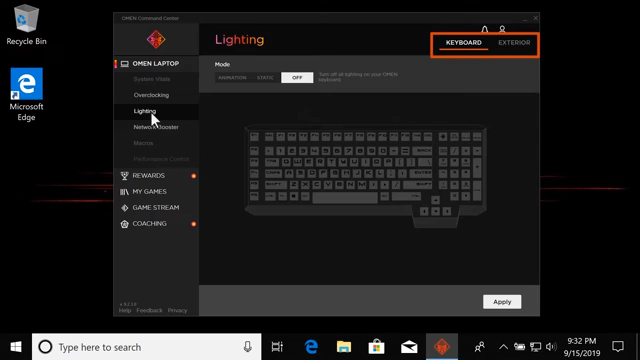 Recycle Bin
Microsoft
Edge
OMEN Command Center
OMEN LAPTOP
System Vitals
Overclocking
Lighting
Network Booster
Macros
Performance Control
REWARDS
MY GAMES
GAME STREAM
COACHING
Help Feedback Privacy
Lighting
KEYBOARD EXTERIOR
Mode
ANIMATION STATIC OFF
Turn off all lighting on your OMEN
keyboard.
Apply
Type here to search
9:32 PM
9/15/2019